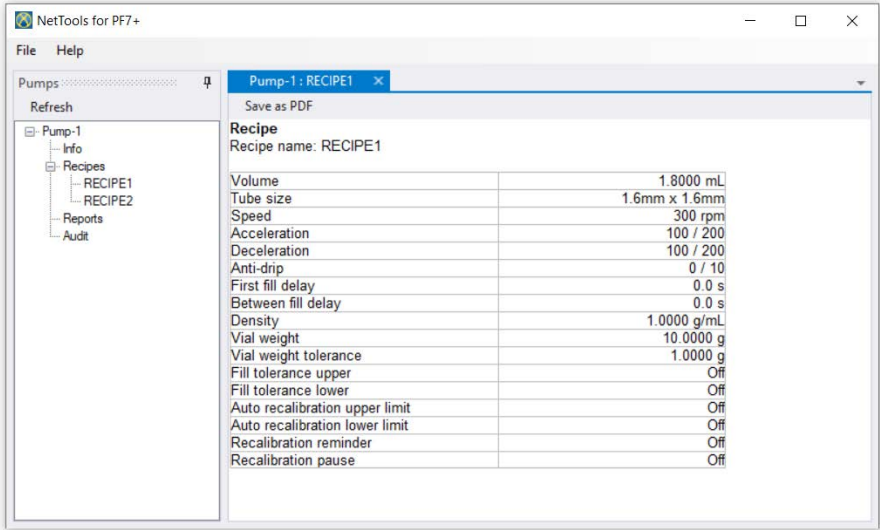 NetTools for PF7+
File Help
Pumps
Refresh
Pump-1
Info
Recipes
RECIPE1
RECIPE2
Reports
Audit
Pump-1 : RECIPE1
Save as PDF
Recipe
Recipe name: RECIPE1
Volume 1.8000 mL
Tube size 1.6mm x 1.6mm
Speed 300 rpm
Acceleration 100 / 200
Deceleration 100 / 200
Anti-drip 0 / 10
First fill delay 0.0 s
Between fill delay 0.0 s
Density 1.0000 g/mL
Vial weight 10.0000 g
Vial weight tolerance 1.0000 g
Fill tolerance upper Off
Fill tolerance lower Off
Auto recalibration upper limit Off
Auto recalibration lower limit Off
Recalibration reminder Off
Recalibration pause Off